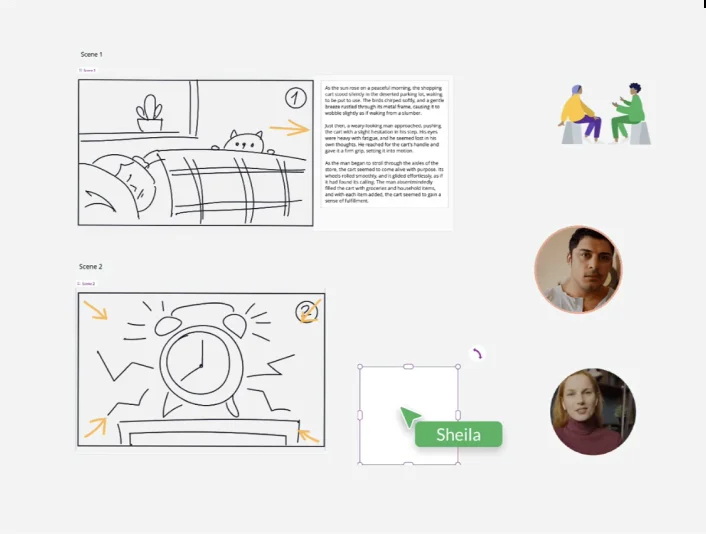 Scene 1
Scene 1
1
As the sun rose on a peaceful morning, the shopping
cart stood silently in the deserted parking lot, waiting
to be put to use. The birds chirped softly, and a gentle
breeze rustled through its metal frame, causing it to
wobble slightly as if waking from a slumber.
Just then, a weary-looking man approached, pushing
the cart with a slight hesitation in his step. His eyes
were heavy with fatigue, and he seemed lost in his
own thoughts. He reached for the cart's handle and
gave it a firm grip, setting it into motion.
As the man began to stroll through the aisles of the
store, the cart seemed to come alive with purpose. Its
wheels rolled smoothly, and it glided effortlessly, as if
it had found its calling. The man absentmindedly
filled the cart with groceries and household items,
and with each item added, the cart seemed to gain a
sense of fulfillment.
Scene 2
Scene 2
2
Sheila